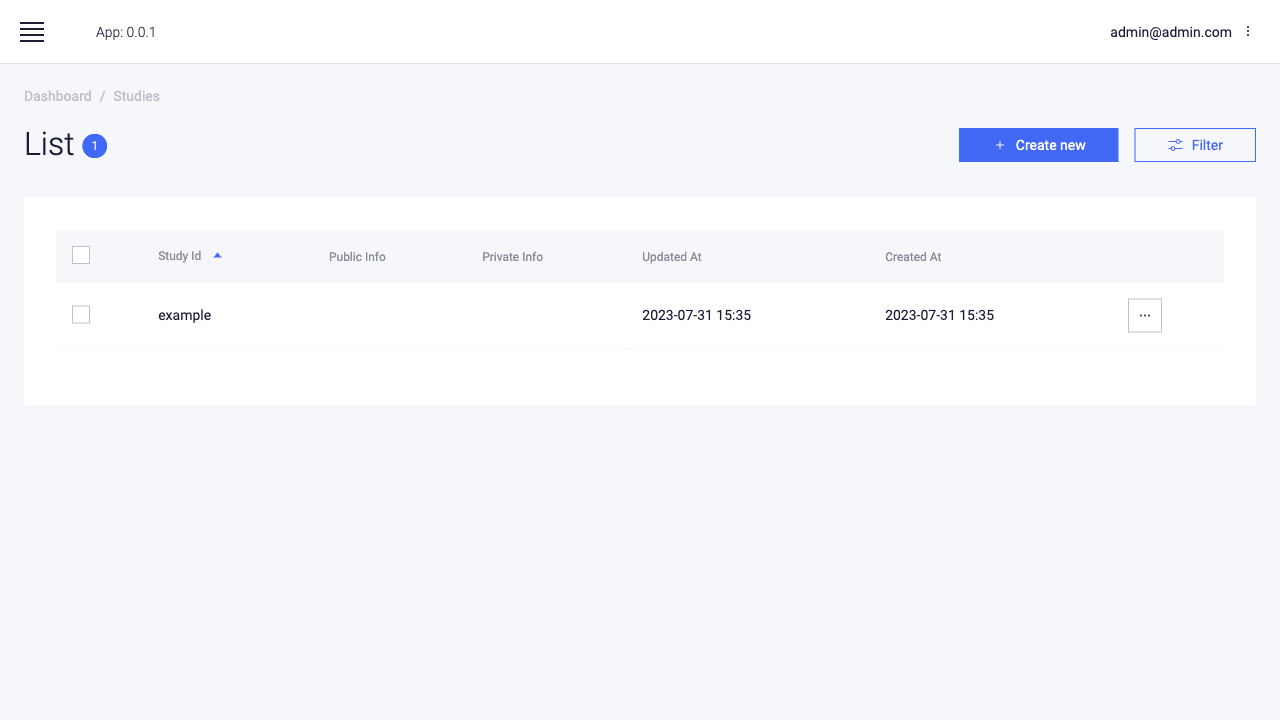 App: 0.0.1
admin@admin.com
Dashboard / Studies
List 1
+ Create new
Filter
Study Id Public Info Private Info Updated At Created At
example 2023-07-31 15:35 2023-07-31 15:35